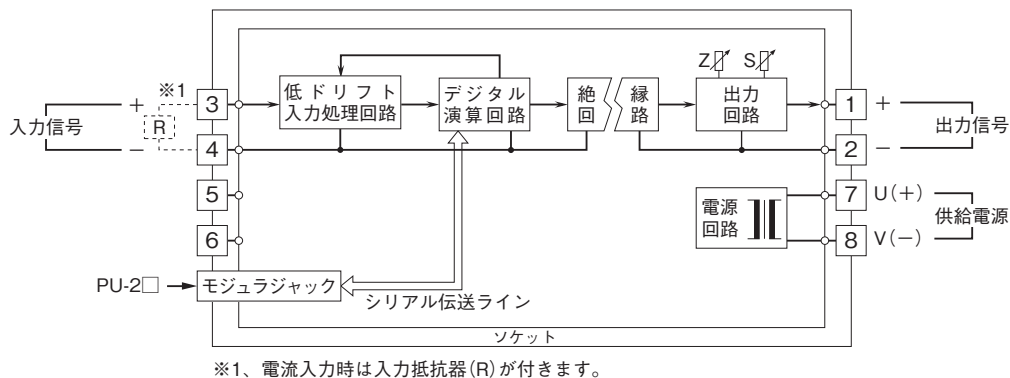 ※1
+
入力信号
R
−
3
4
5
6
低ドリフト
入力処理回路
デジタル
演算回路
絶縁
回路
Z
S
出力
回路
1
+
出力信号
2
−
電源
回路
7
U(+)
供給電源
8
V(−)
PU-2□
モジュラジャック
シリアル伝送ライン
ソケット
※1、電流入力時は入力抵抗器(R)が付きます。